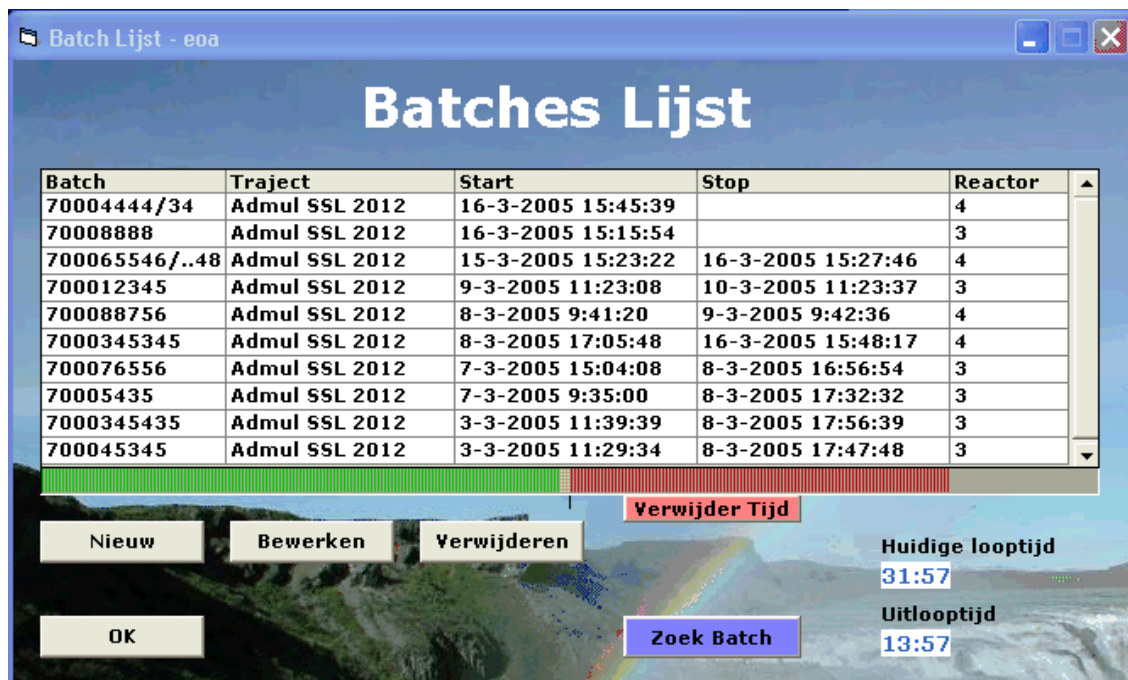 Batch Lijst - eoa
Batches Lijst
Batch Traject Start Stop Reactor
70004444/34 Admul SSL 2012 16-3-2005 15:45:39 4
70008888 Admul SSL 2012 16-3-2005 15:15:54 3
700065546/..48 Admul SSL 2012 15-3-2005 15:23:22 16-3-2005 15:27:46 4
700012345 Admul SSL 2012 9-3-2005 11:23:08 10-3-2005 11:23:37 3
700088756 Admul SSL 2012 8-3-2005 9:41:20 9-3-2005 9:42:36 4
7000345345 Admul SSL 2012 8-3-2005 17:05:48 16-3-2005 15:48:17 4
700076556 Admul SSL 2012 7-3-2005 15:04:08 8-3-2005 16:56:54 3
70005435 Admul SSL 2012 7-3-2005 9:35:00 8-3-2005 17:32:32 3
7000345435 Admul SSL 2012 3-3-2005 11:39:39 8-3-2005 17:56:39 3
700045345 Admul SSL 2012 3-3-2005 11:29:34 8-3-2005 17:47:48 3
Verwijder Tijd
Nieuw Bewerken Verwijderen
Huidige looptijd
31:57
Uitlooptijd
13:57
OK Zoek Batch